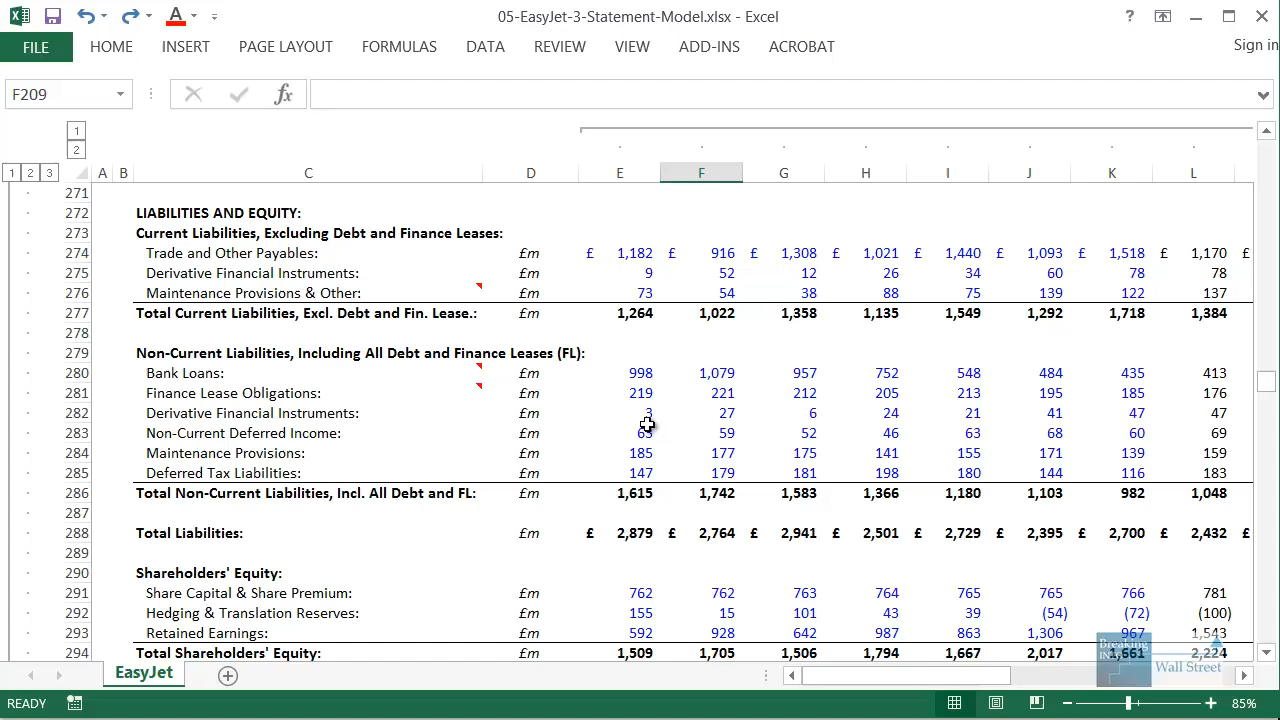 05-EasyJet-3-Statement-Model.xlsx - Excel
FILE HOME INSERT PAGE LAYOUT FORMULAS DATA REVIEW VIEW ADD-INS ACROBAT Sign in
F209 fx
1
2
1 2 3 A B C D E F G H I J K L
271
272 LIABILITIES AND EQUITY:
273 Current Liabilities, Excluding Debt and Finance Leases:
274 Trade and Other Payables: £m £ 1,182 £ 916 £ 1,308 £ 1,021 £ 1,440 £ 1,093 £ 1,518 £ 1,170 £
275 Derivative Financial Instruments: £m 9 52 12 26 34 60 78 78
276 Maintenance Provisions & Other: £m 73 54 38 88 75 139 122 137
277 Total Current Liabilities, Excl. Debt and Fin. Lease.: £m 1,264 1,022 1,358 1,135 1,549 1,292 1,718 1,384
278
279 Non-Current Liabilities, Including All Debt and Finance Leases (FL):
280 Bank Loans: £m 998 1,079 957 752 548 484 435 413
281 Finance Lease Obligations: £m 219 221 212 205 213 195 185 176
282 Derivative Financial Instruments: £m 3 27 6 24 21 41 47 47
283 Non-Current Deferred Income: £m 59 52 46 63 68 60 69
284 Maintenance Provisions: £m 185 177 175 141 155 171 139 159
285 Deferred Tax Liabilities: £m 147 179 181 198 180 144 116 183
286 Total Non-Current Liabilities, Incl. All Debt and FL: £m 1,615 1,742 1,583 1,366 1,180 1,103 982 1,048
287
288 Total Liabilities: £m £ 2,879 £ 2,764 £ 2,941 £ 2,501 £ 2,729 £ 2,395 £ 2,700 £ 2,432 £
289
290 Shareholders' Equity:
291 Share Capital & Share Premium: £m 762 762 763 764 765 765 766 781
292 Hedging & Translation Reserves: £m 155 15 101 43 39 (54) (72) (100)
293 Retained Earnings: £m 592 928 642 987 863 1,306 967 1,543
294 Total Shareholders' Equity: £m 1,509 1,705 1,506 1,794 1,667 2,017 1,661 2,224
Breaking
INTO
Wall Street
EasyJet
READY 85%